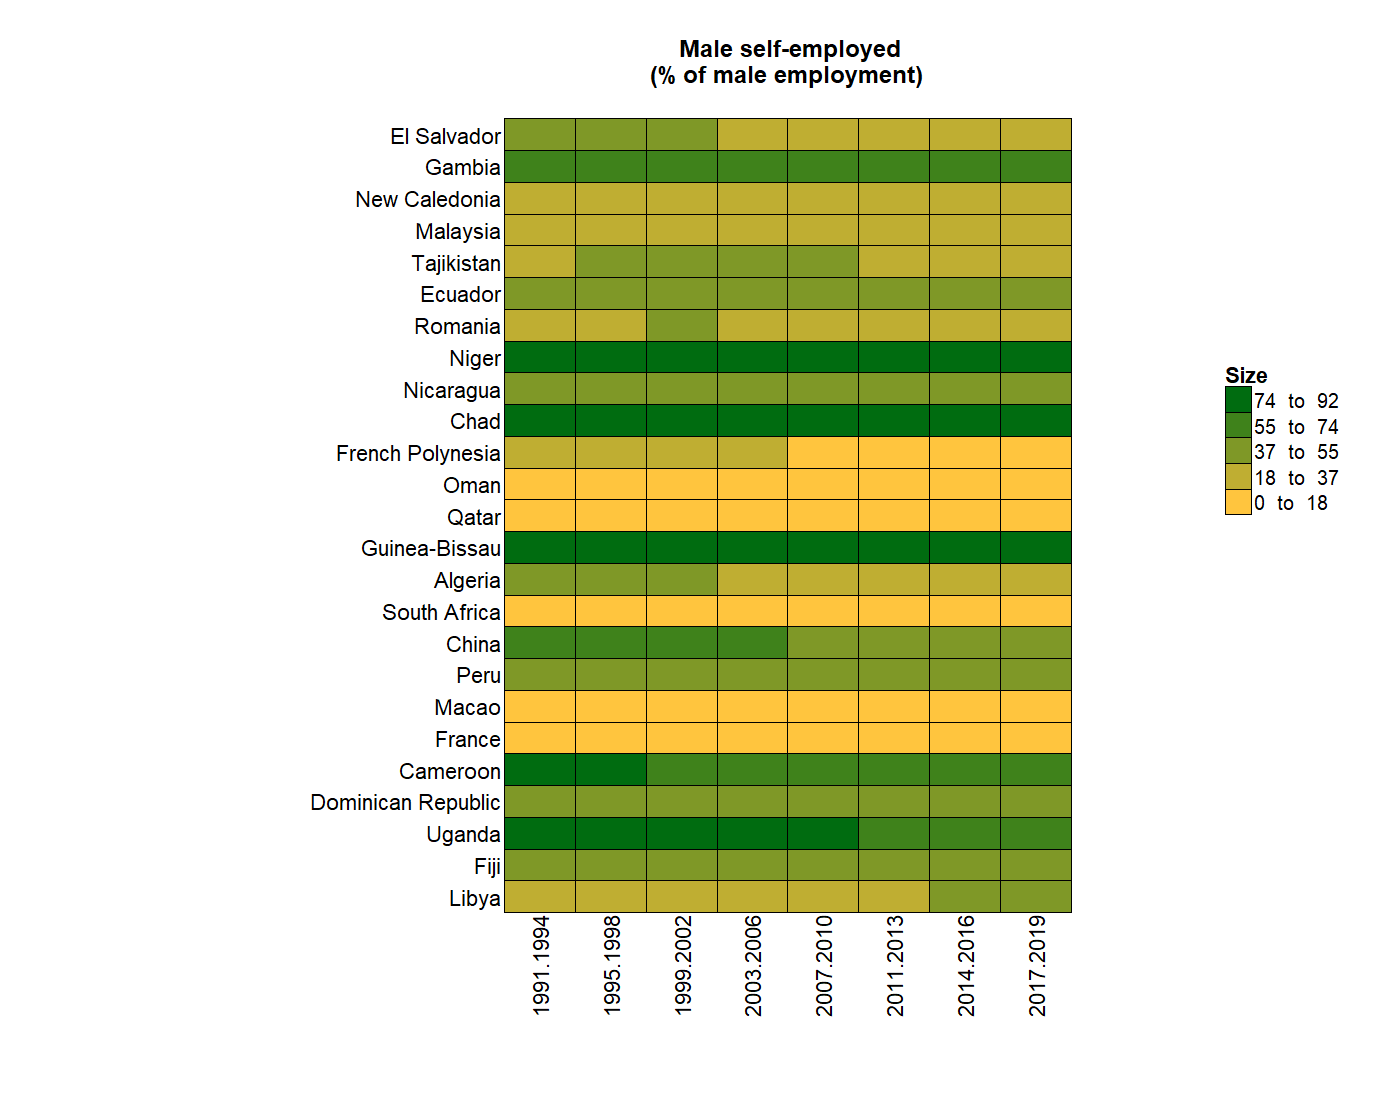 Male self-employed
(% of male employment)
El Salvador
Gambia
New Caledonia
Malaysia
Tajikistan
Ecuador
Romania
Niger
Nicaragua
Chad
French Polynesia
Oman
Qatar
Guinea-Bissau
Algeria
South Africa
China
Peru
Macao
France
Cameroon
Dominican Republic
Uganda
Fiji
Libya
1991.1994
1995.1998
1999.2002
2003.2006
2007.2010
2011.2013
2014.2016
2017.2019
Size
74 to 92
55 to 74
37 to 55
18 to 37
0 to 18